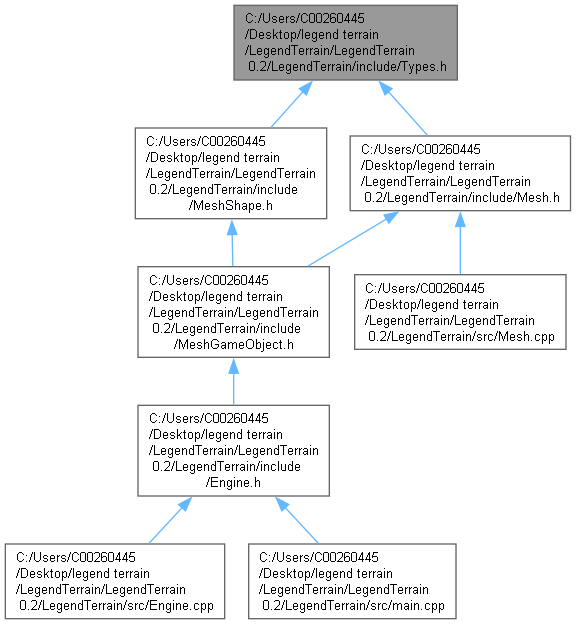 C:/Users/C00260445
/Desktop/legend terrain
/LegendTerrain/LegendTerrain
0.2/LegendTerrain/include/Types.h
C:/Users/C00260445
/Desktop/legend terrain
/LegendTerrain/LegendTerrain
0.2/LegendTerrain/include
/MeshShape.h
C:/Users/C00260445
/Desktop/legend terrain
/LegendTerrain/LegendTerrain
0.2/LegendTerrain/include/Mesh.h
C:/Users/C00260445
/Desktop/legend terrain
/LegendTerrain/LegendTerrain
0.2/LegendTerrain/include
/MeshGameObject.h
C:/Users/C00260445
/Desktop/legend terrain
/LegendTerrain/LegendTerrain
0.2/LegendTerrain/src/Mesh.cpp
C:/Users/C00260445
/Desktop/legend terrain
/LegendTerrain/LegendTerrain
0.2/LegendTerrain/include
/Engine.h
C:/Users/C00260445
/Desktop/legend terrain
/LegendTerrain/LegendTerrain
0.2/LegendTerrain/src/Engine.cpp
C:/Users/C00260445
/Desktop/legend terrain
/LegendTerrain/LegendTerrain
0.2/LegendTerrain/src/main.cpp